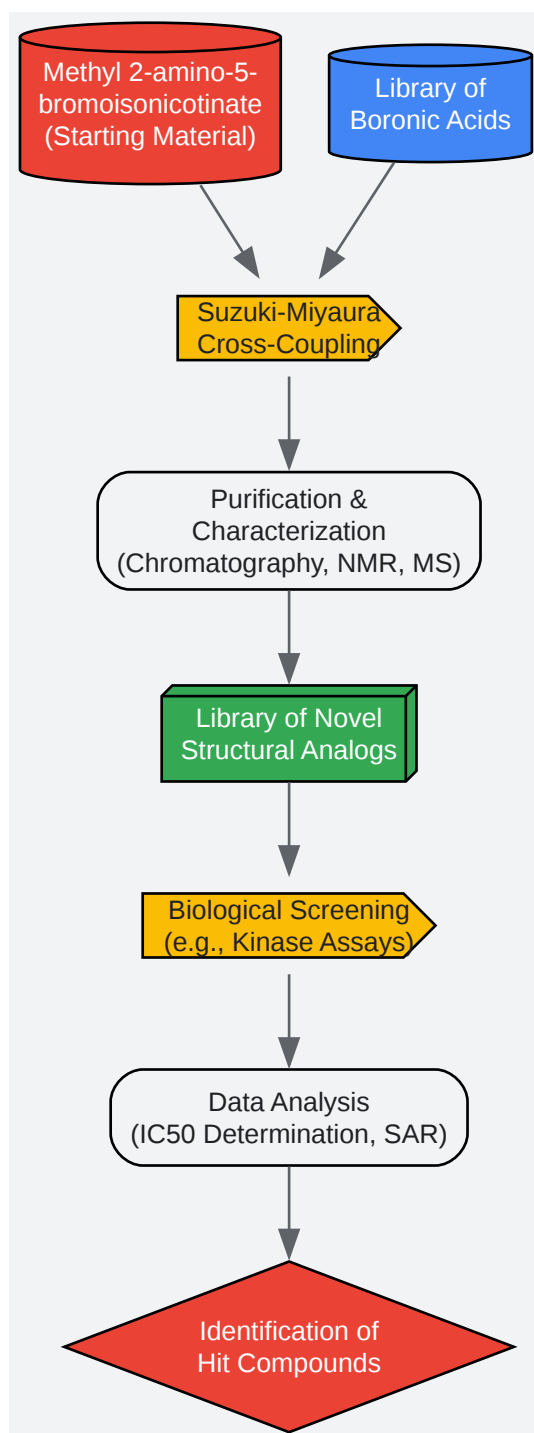 Methyl 2-amino-5-
bromoisonicotinate
(Starting Material)
Library of
Boronic Acids
Suzuki-Miyaura
Cross-Coupling
Purification &
Characterization
(Chromatography, NMR, MS)
Library of Novel
Structural Analogs
Biological Screening
(e.g., Kinase Assays)
Data Analysis
(IC50 Determination, SAR)
Identification of
Hit Compounds